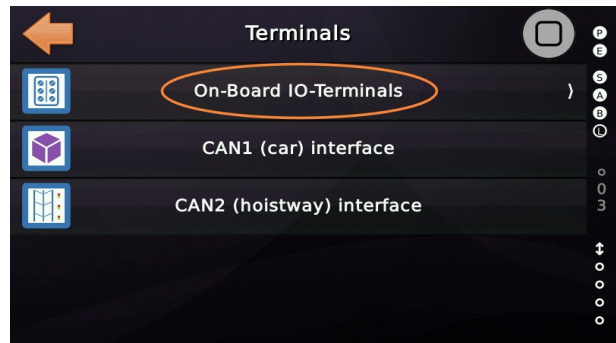 Terminals
On-Board IO-Terminals
CAN1 (car) interface
CAN2 (hoistway) interface
P
E
S
A
B
L
0
3